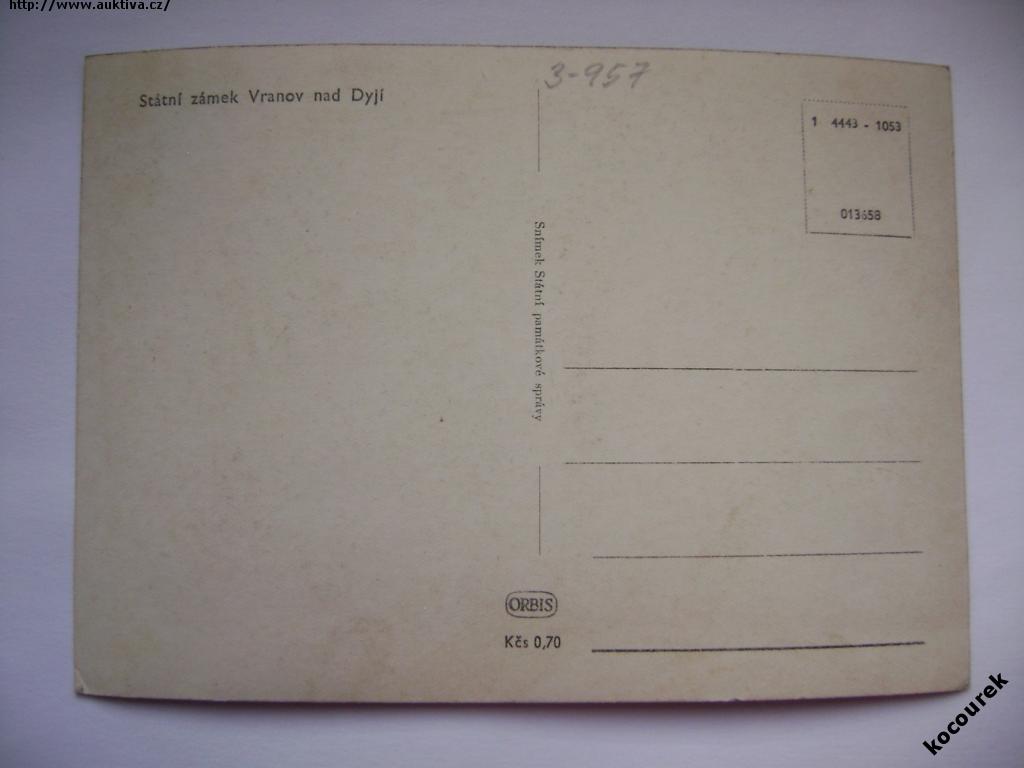 http://www.auktiva.cz/
3-957
Státní zámek Vranov nad Dyjí
1 4443 - 1053
013658
Snímek Státní památkové správy
ORBIS
Kčs 0,70
kocourek